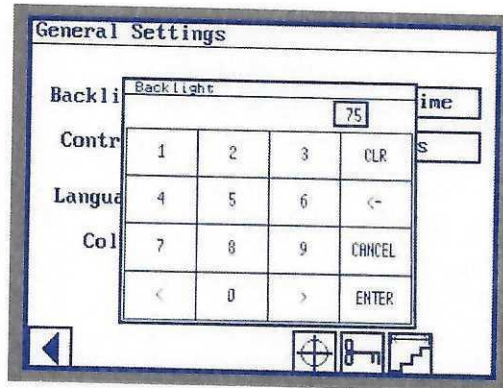 General Settings
Backlight
75
Backli
ime
Contr
s
Langua
Col
1 2 3 CLR
4 5 6 <-
7 8 9 CANCEL
< 0 > ENTER